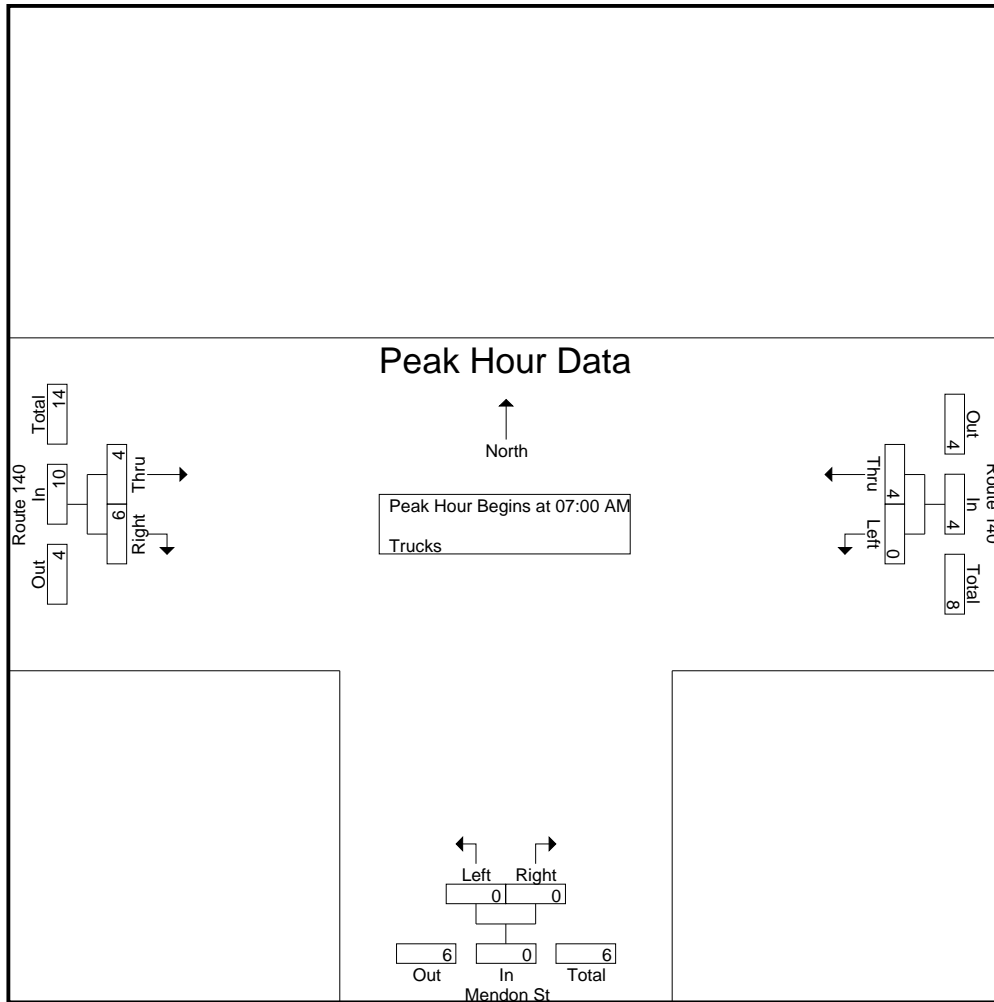 Peak Hour Data
North
Peak Hour Begins at 07:00 AM
Trucks
Route 140
Total
14
In
10
Out
4
Thru
4
Right
6
Out
4
In
4
Total
8
Route 140
Thru
4
Left
0
Left Right
0 0
6 0 6
Out In Total
Mendon St